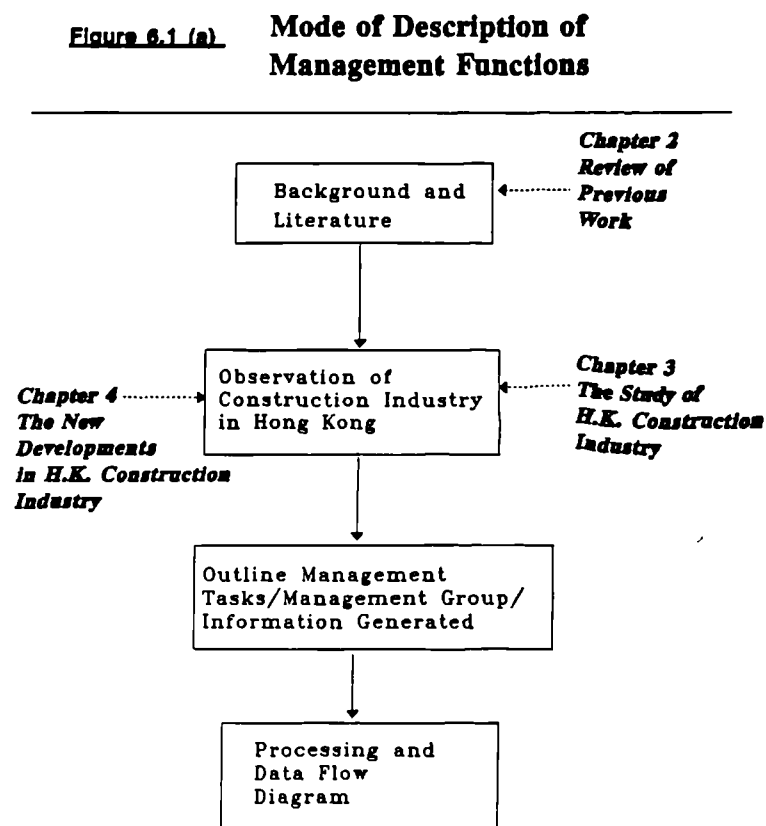 Figure 6.1 (a)
Mode of Description of
Management Functions
Chapter 2
Review of
Previous
Work
Background and
Literature
Observation of
Construction Industry
in Hong Kong
Chapter 3
The Study of
H.K. Construction
Industry
Chapter 4
The New
Developments
in H.K. Construction
Industry
Outline Management
Tasks/Management Group/
Information Generated
Processing and
Data Flow
Diagram